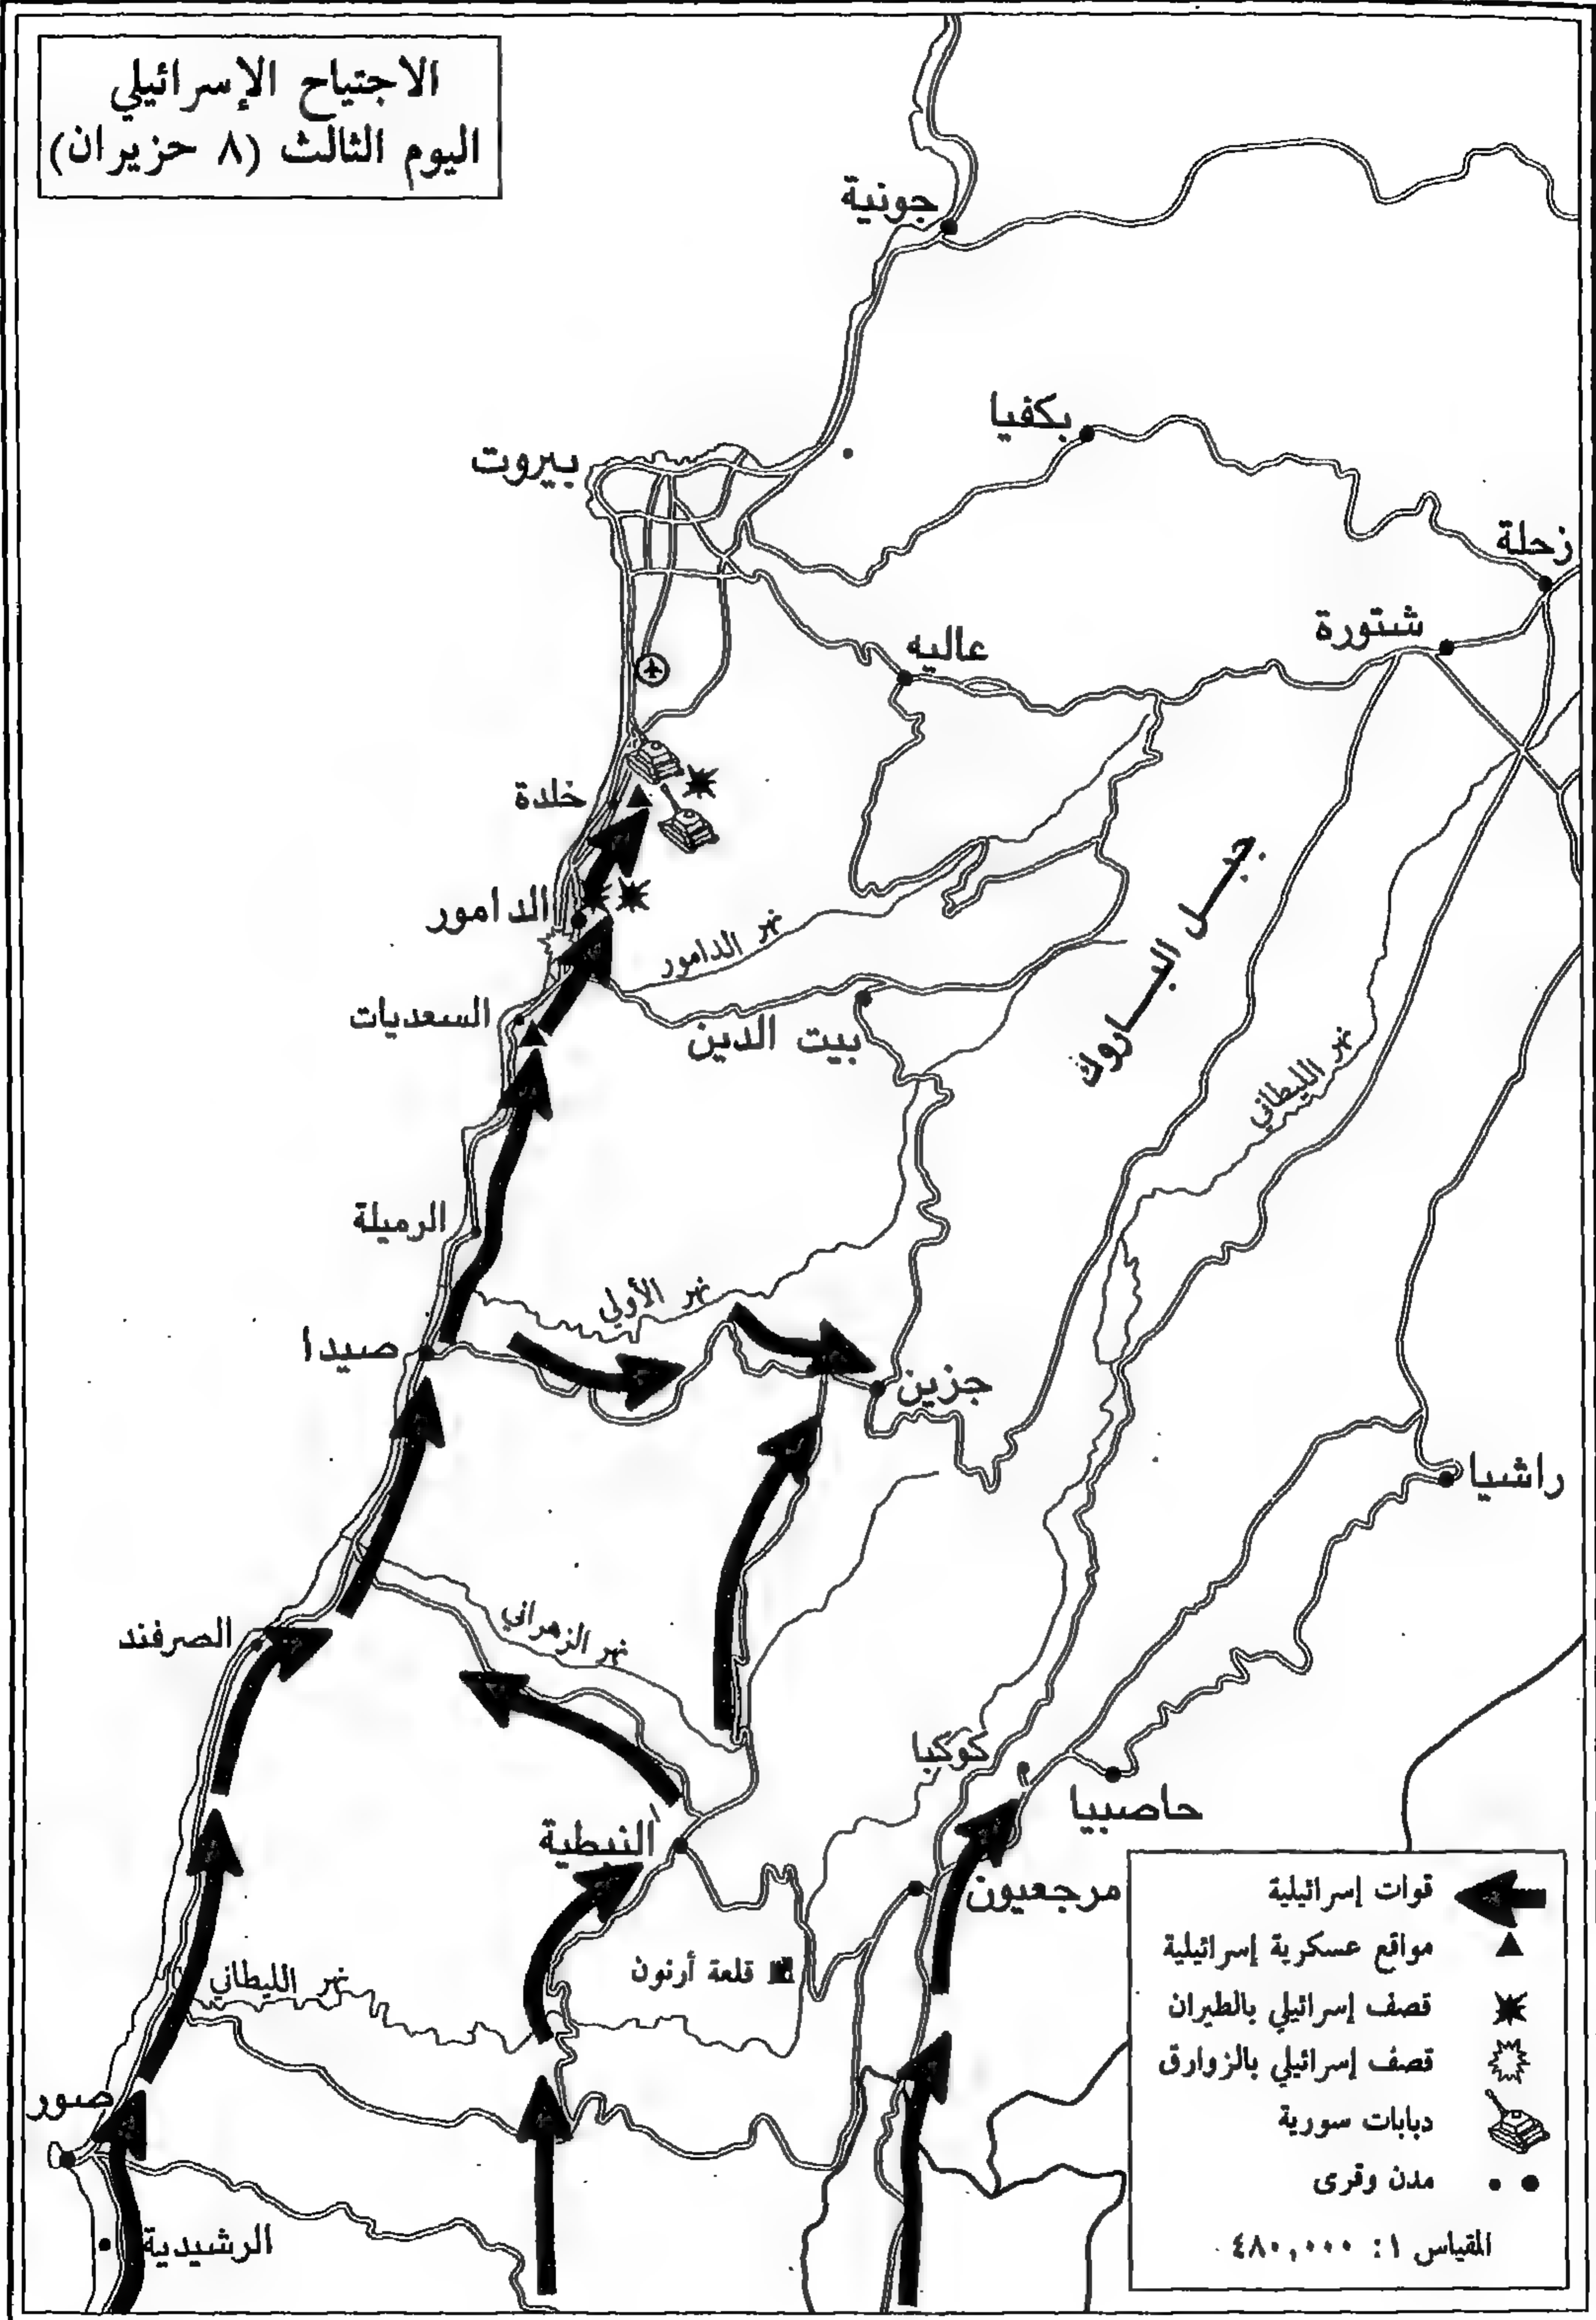 الاجتياح الإسرائيلي
اليوم الثالث (٨ حزيران)
جونية
بكفيا
بيروت
زحلة
شتورة
عاليه
خلدة
الدامور
نهر الدامور
جبل الباروك
السعديات
بيت الدين
نهر الليطاني
الرميلة
نهر الأولي
صيدا
جزين
راشيا
نهر الزهراني
الصرفند
كوكبا
حاصبيا
النبطية
مرجعيون
قلعة أرنون
نهر الليطاني
صور
الرشيدية
قوات إسرائيلية
مواقع عسكرية إسرائيلية
قصف إسرائيلي بالطيران
قصف إسرائيلي بالزوارق
دبابات سورية
مدن وقرى
المقياس ١: ٤٨٠,٠٠٠